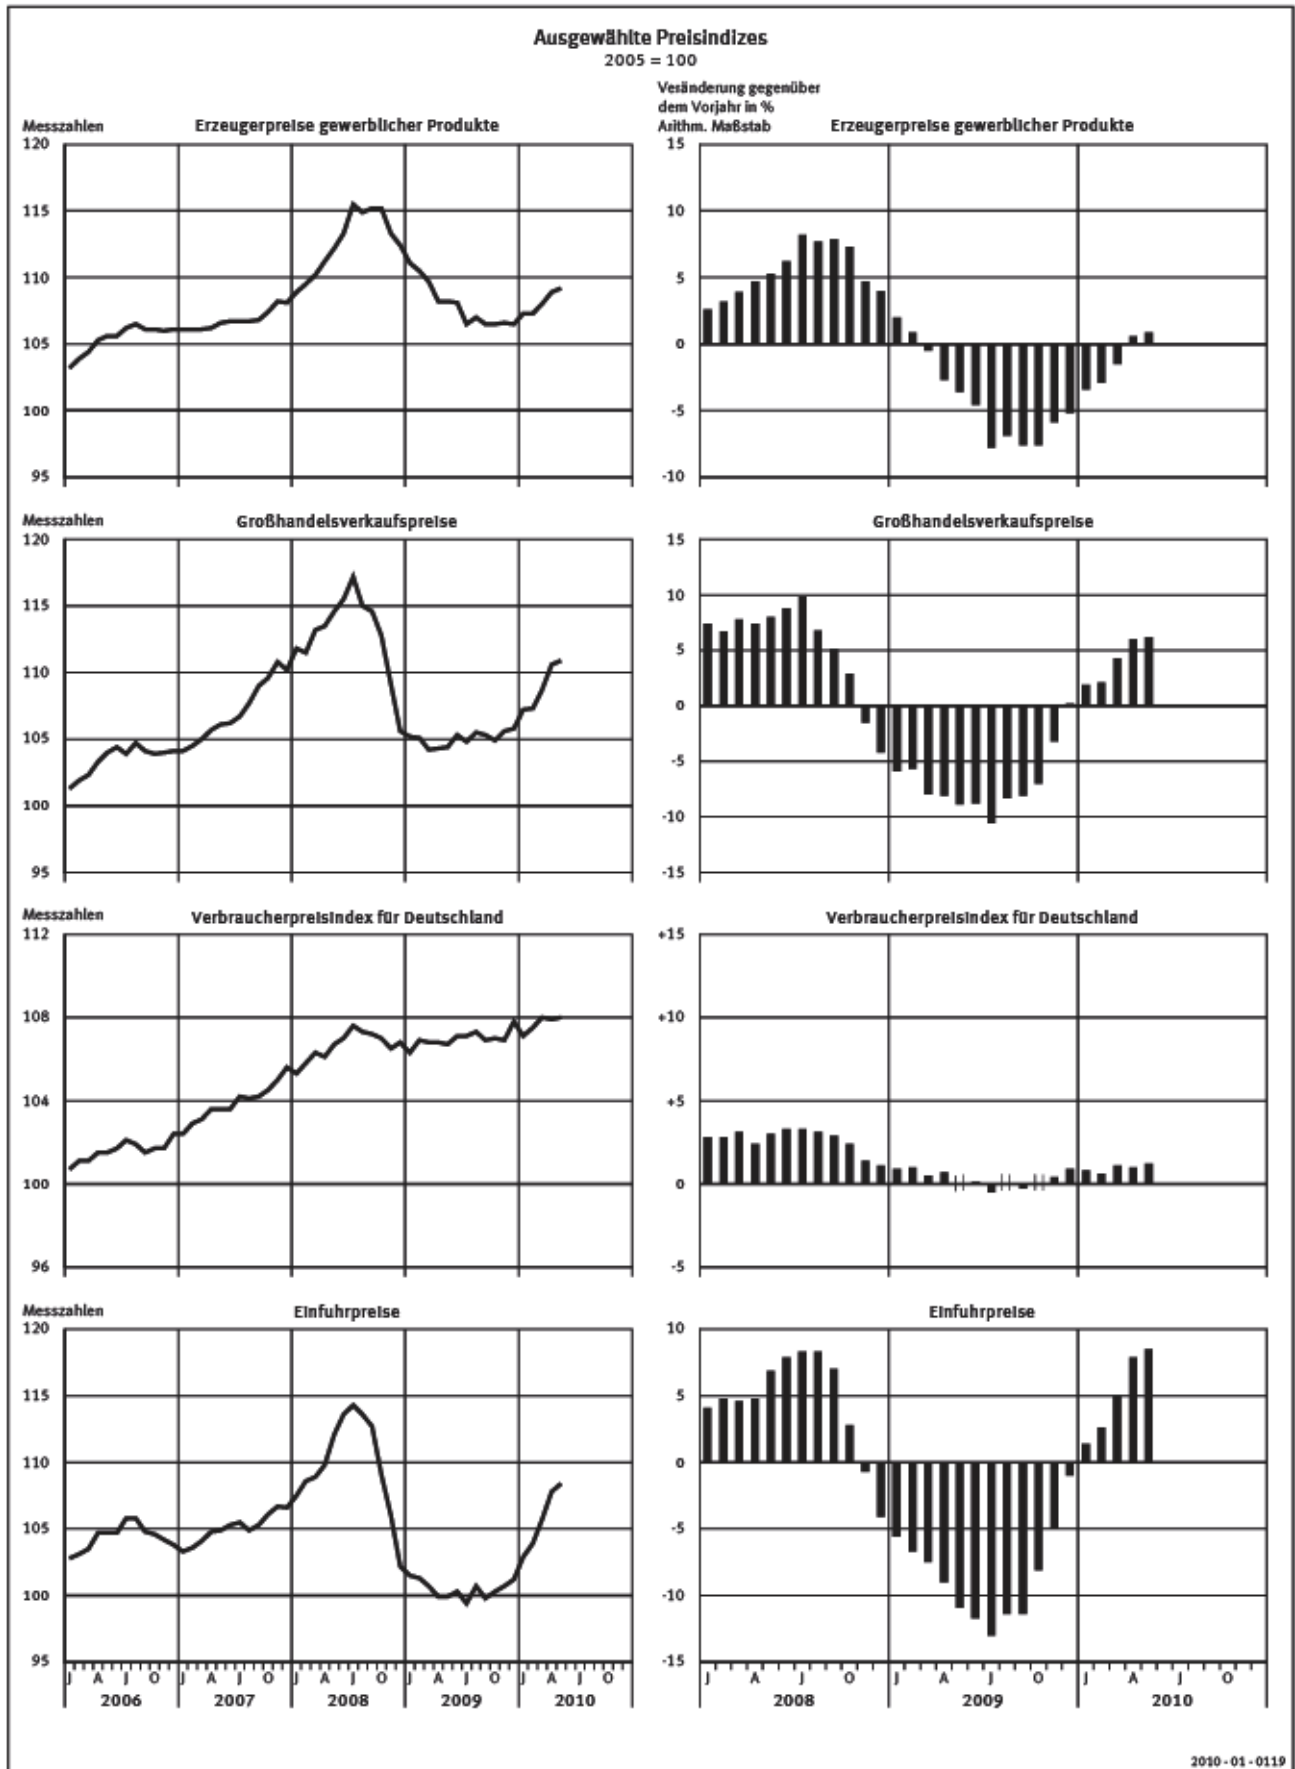 Ausgewählte Preisindizes
2005 = 100
Veränderung gegenüber
dem Vorjahr in %
Messzahlen
Erzeugerpreise gewerblicher Produkte
Arithm. Maßstab
Erzeugerpreise gewerblicher Produkte
120
115
110
105
100
95
15
10
5
0
-5
-10
Messzahlen
Großhandelsverkaufspreise
Großhandelsverkaufspreise
120
115
110
105
100
95
15
10
5
0
-5
-10
-15
Messzahlen
Verbraucherpreisindex für Deutschland
Verbraucherpreisindex für Deutschland
112
108
104
100
96
+15
+10
+5
0
-5
Messzahlen
Einfuhrpreise
Einfuhrpreise
120
115
110
105
100
95
10
5
0
-5
-10
-15
J A J O J A J O J A J O J A J O J A J O
2006 2007 2008 2009 2010
J A J O J A J O J A J O
2008 2009 2010
2010 - 01 - 0119